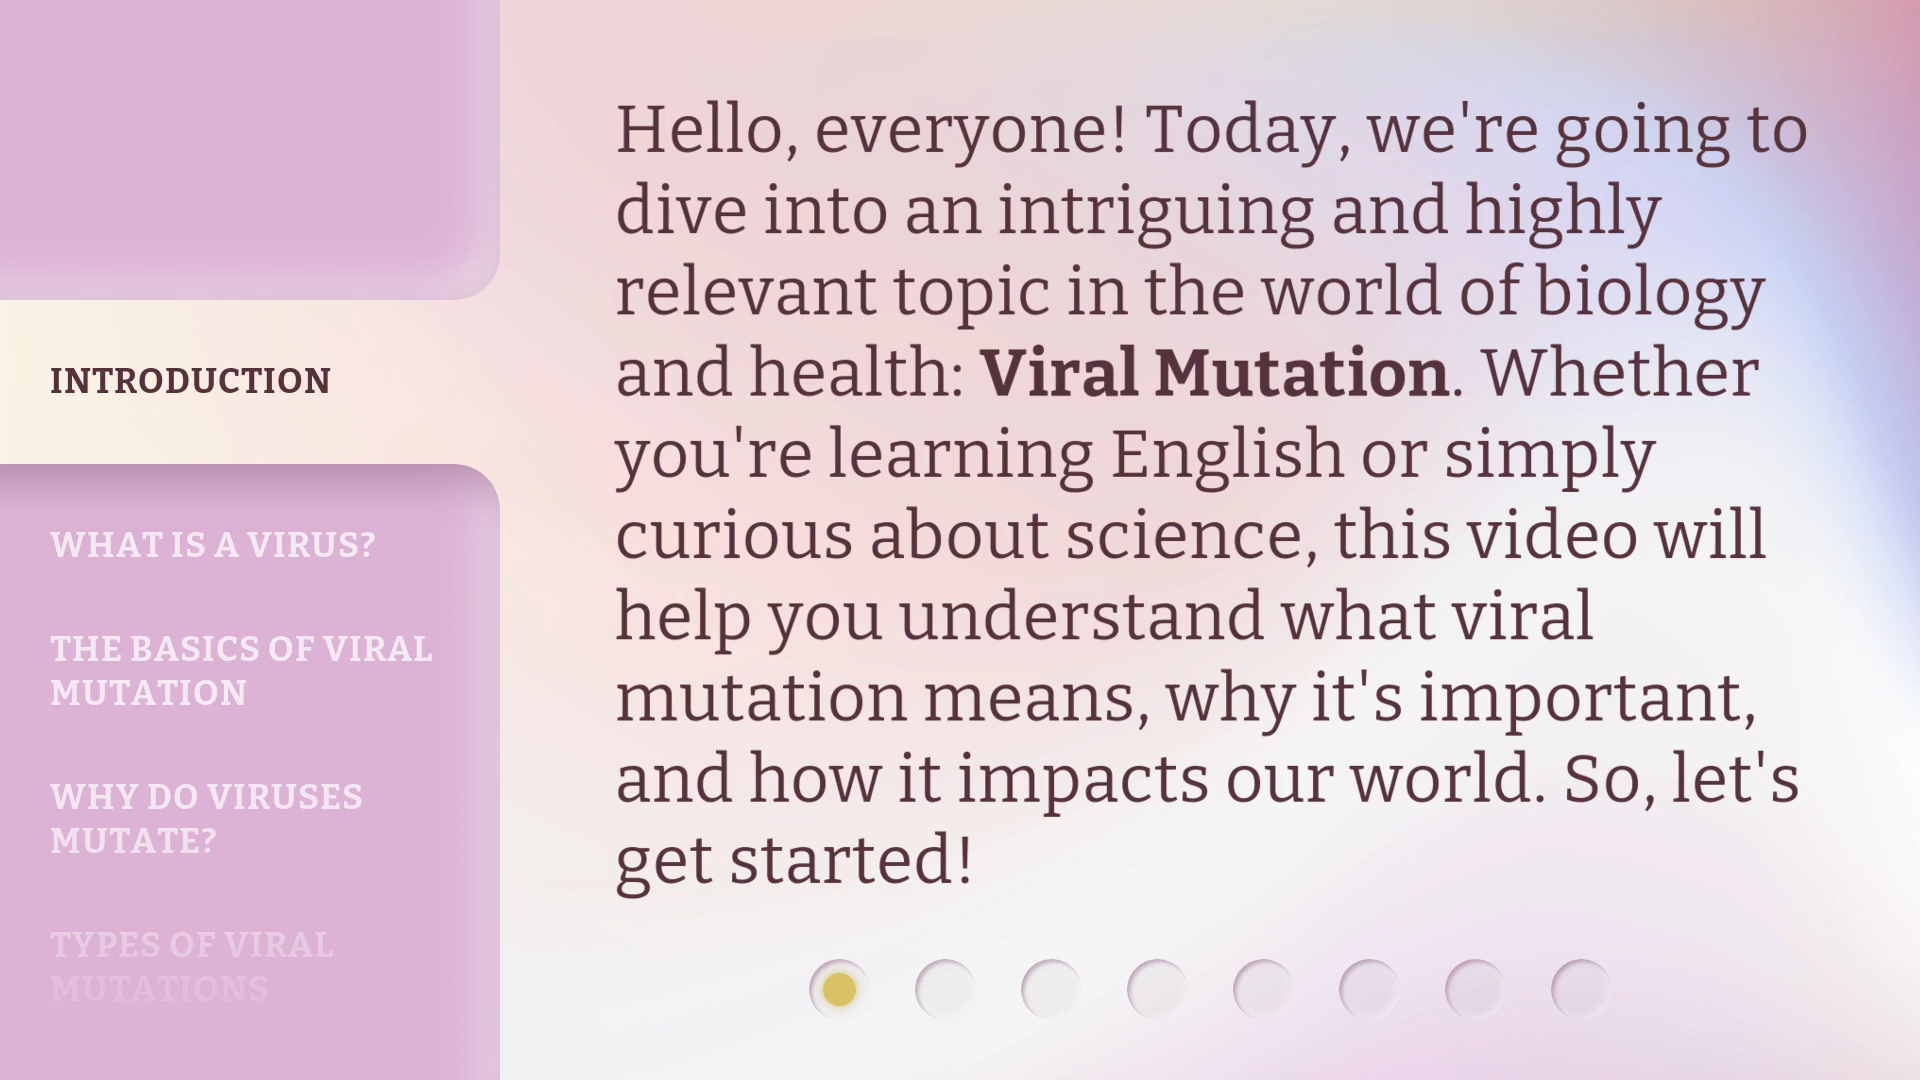 INTRODUCTION
WHAT IS A VIRUS?
THE BASICS OF VIRAL
MUTATION
WHY DO VIRUSES
MUTATE?
TYPES OF VIRAL
MUTATIONS
Hello, everyone! Today, we're going to
dive into an intriguing and highly
relevant topic in the world of biology
and health: Viral Mutation. Whether
you're learning English or simply
curious about science, this video will
help you understand what viral
mutation means, why it's important,
and how it impacts our world. So, let's
get started!